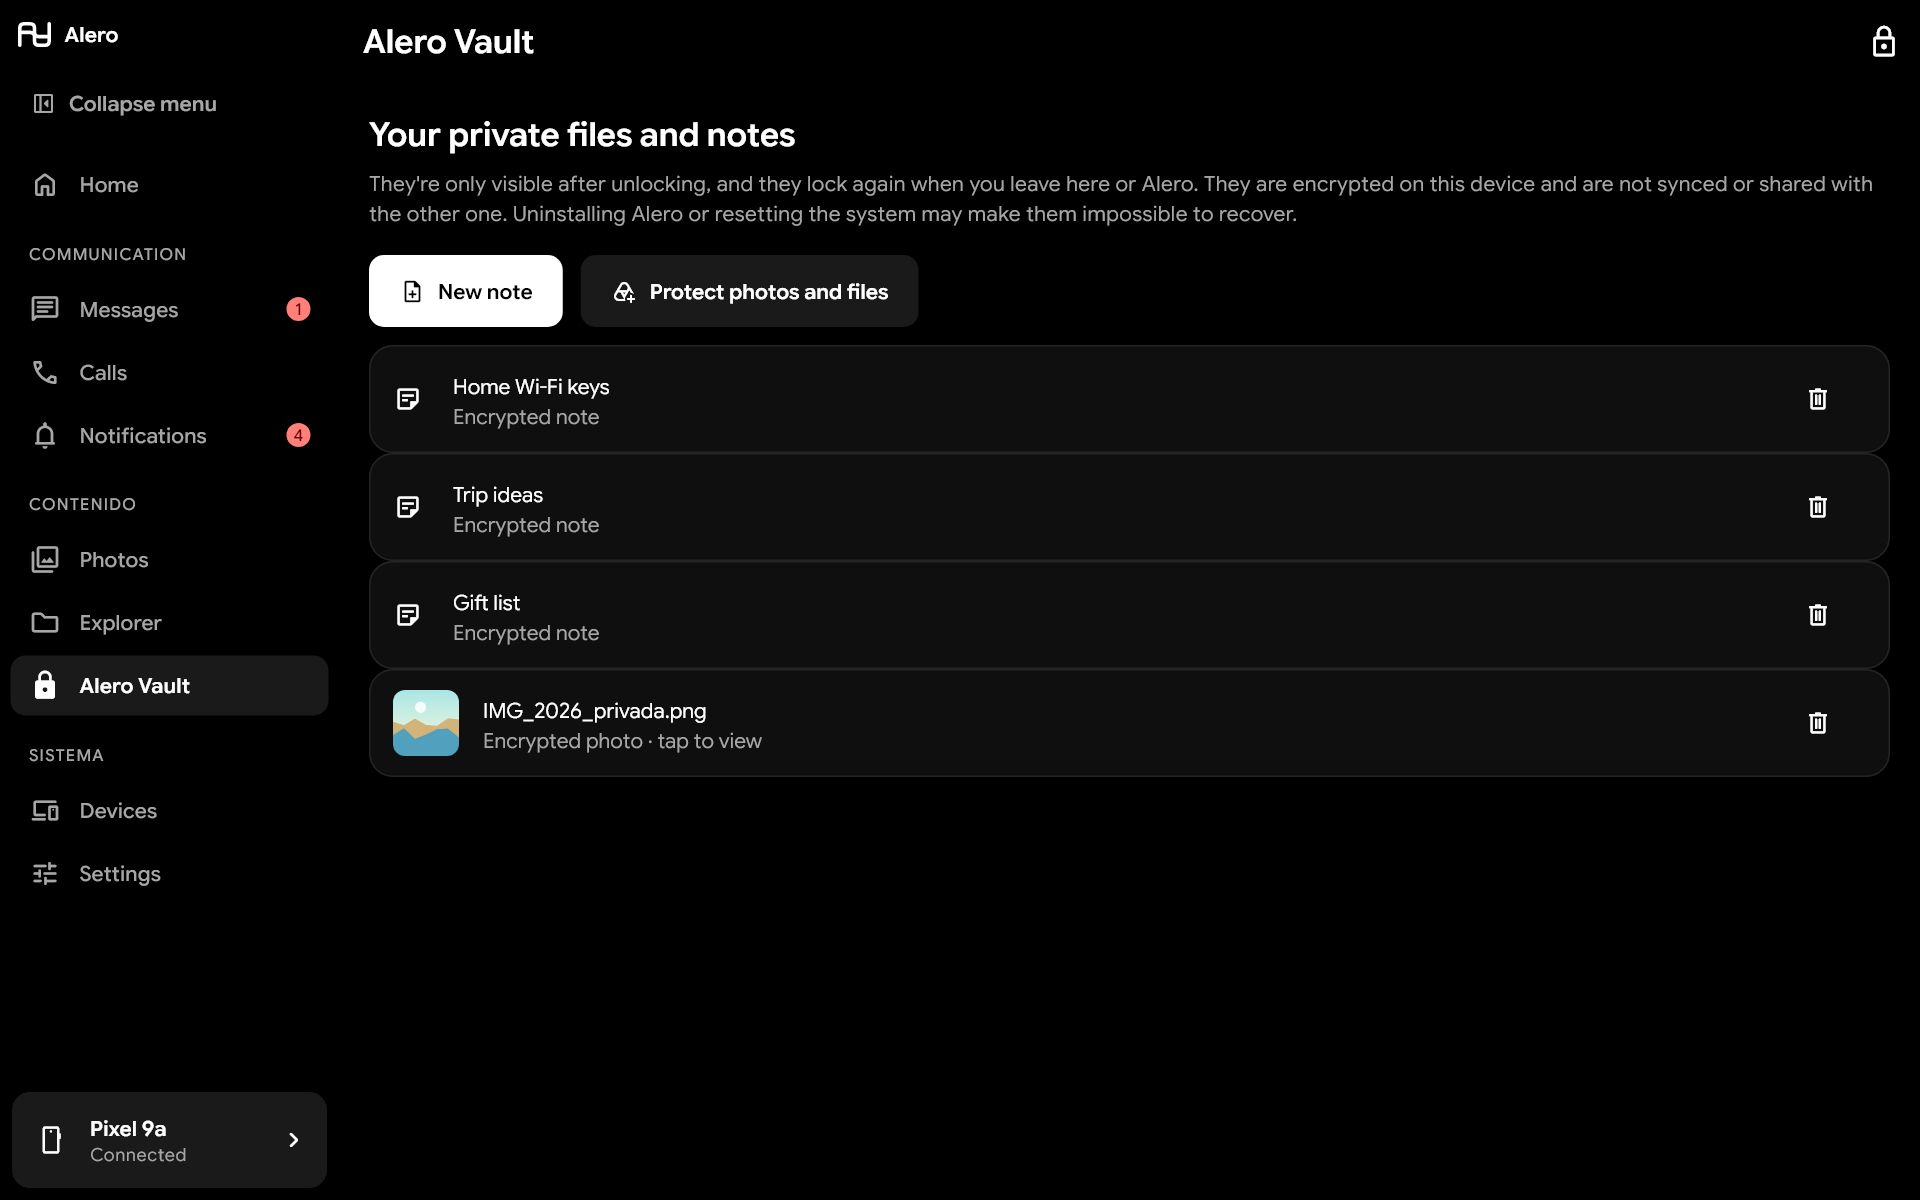 Alero
Collapse menu
Home
COMMUNICATION
Messages
1
Calls
Notifications
4
CONTENIDO
Photos
Explorer
Alero Vault
SISTEMA
Devices
Settings
Pixel 9a
Connected
Alero Vault
Your private files and notes
They're only visible after unlocking, and they lock again when you leave here or Alero. They are encrypted on this device and are not synced or shared with
the other one. Uninstalling Alero or resetting the system may make them impossible to recover.
New note
Protect photos and files
Home Wi-Fi keys
Encrypted note
Trip ideas
Encrypted note
Gift list
Encrypted note
IMG_2026_privada.png
Encrypted photo · tap to view